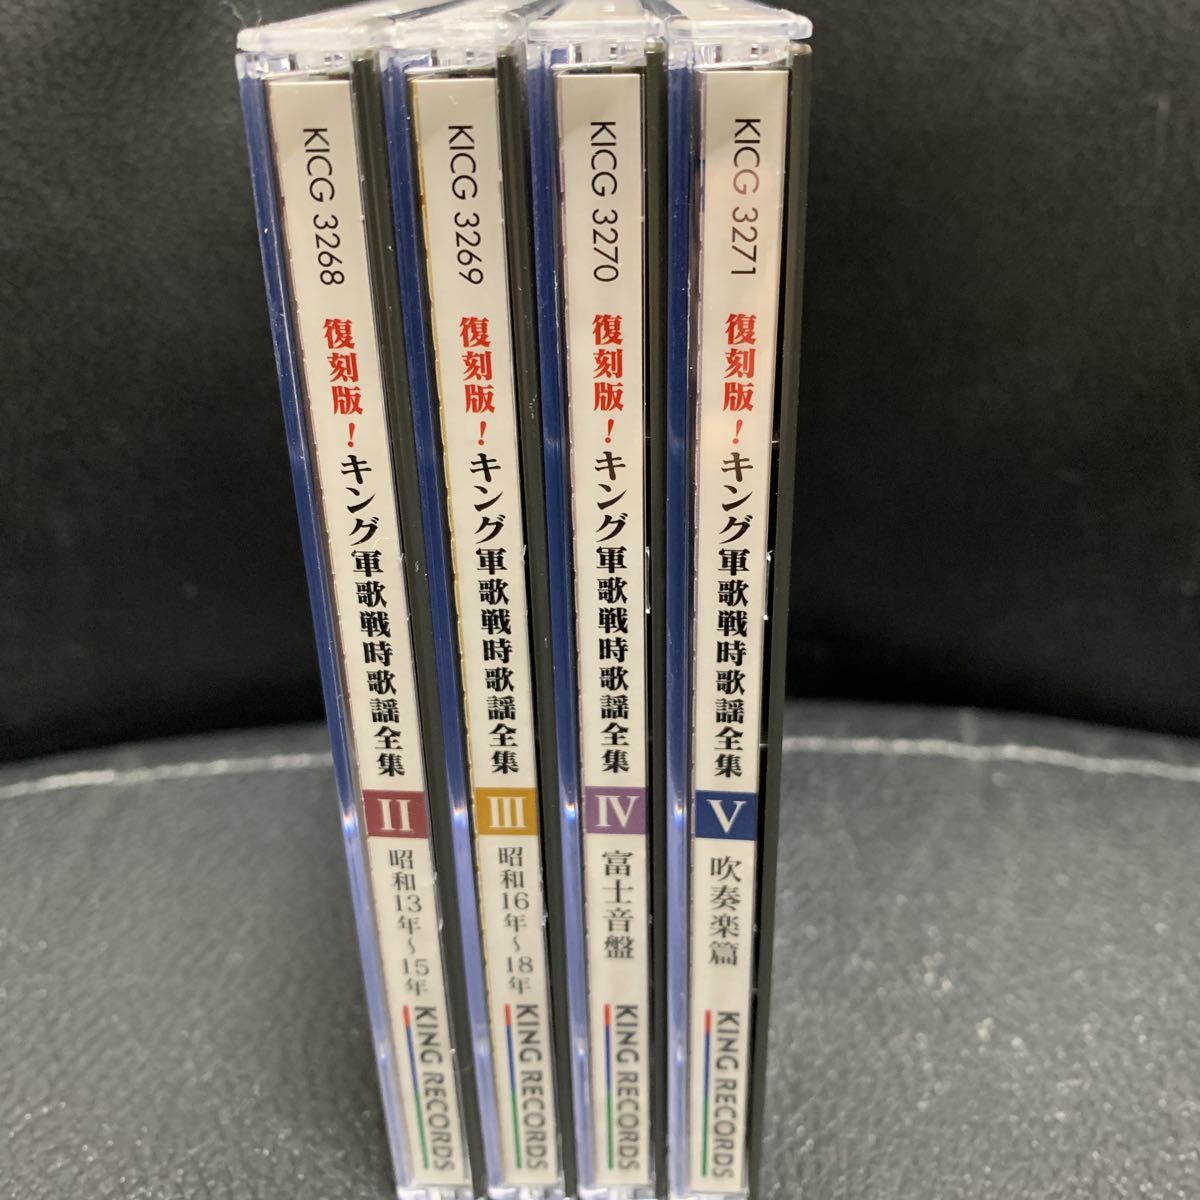 KICG 3268 復刻版！キング軍歌戦時歌謡全集 II 昭和13年〜15年 KING RECORDS
KICG 3269 復刻版！キング軍歌戦時歌謡全集 III 昭和16年〜18年 KING RECORDS
KICG 3270 復刻版！キング軍歌戦時歌謡全集 IV 富士音盤 KING RECORDS
KICG 3271 復刻版！キング軍歌戦時歌謡全集 V 吹奏楽篇 KING RECORDS